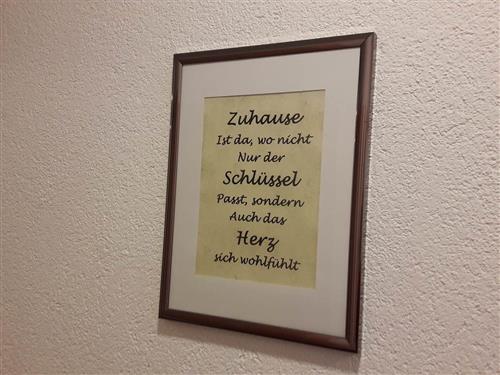 Zuhause
Ist da, wo nicht
Nur der
Schlüssel
Passt, sondern
Auch das
Herz
sich wohlfühlt